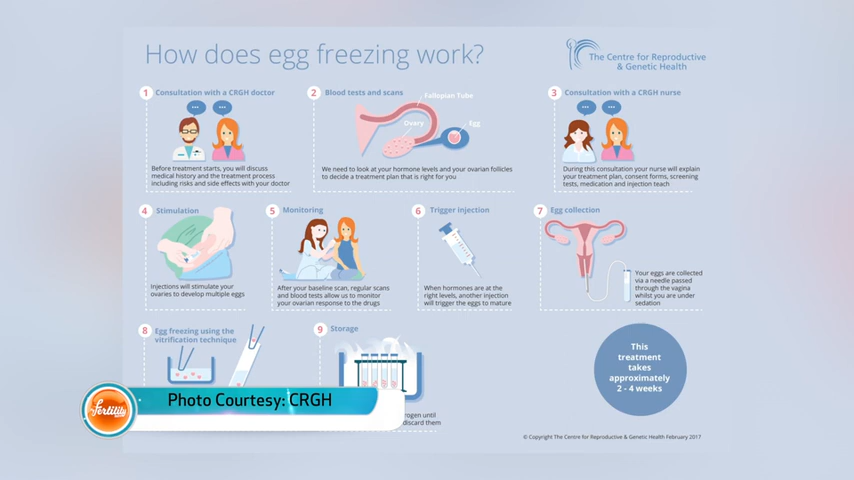 How does egg freezing work?
The Centre for Reproductive
& Genetic Health
1 Consultation with a CRGH doctor
Before treatment starts, you will discuss
medical history and the treatment process
including risks and side effects with your doctor
2 Blood tests and scans
Fallopian Tube
Ovary
Egg
We need to look at your hormone levels and your ovarian follicles
to decide a treatment plan that is right for you
3 Consultation with a CRGH nurse
During this consultation your nurse will explain
your treatment plan, consent forms, screening
tests, medication and injection teach
4 Stimulation
Injections will stimulate your
ovaries to develop multiple eggs
5 Monitoring
After your baseline scan, regular scans
and blood tests allow us to monitor
your ovarian response to the drugs
6 Trigger injection
When hormones are at the
right levels, another injection
will trigger the eggs to mature
7 Egg collection
Your eggs are collected
via a needle passed
through the vagina
whilst you are under
sedation
8 Egg freezing using the
vitrification technique
9 Storage
rogen until
discard them
This
treatment
takes
approximately
2 - 4 weeks
fertility
Photo Courtesy: CRGH
© Copyright The Centre for Reproductive & Genetic Health February 2017